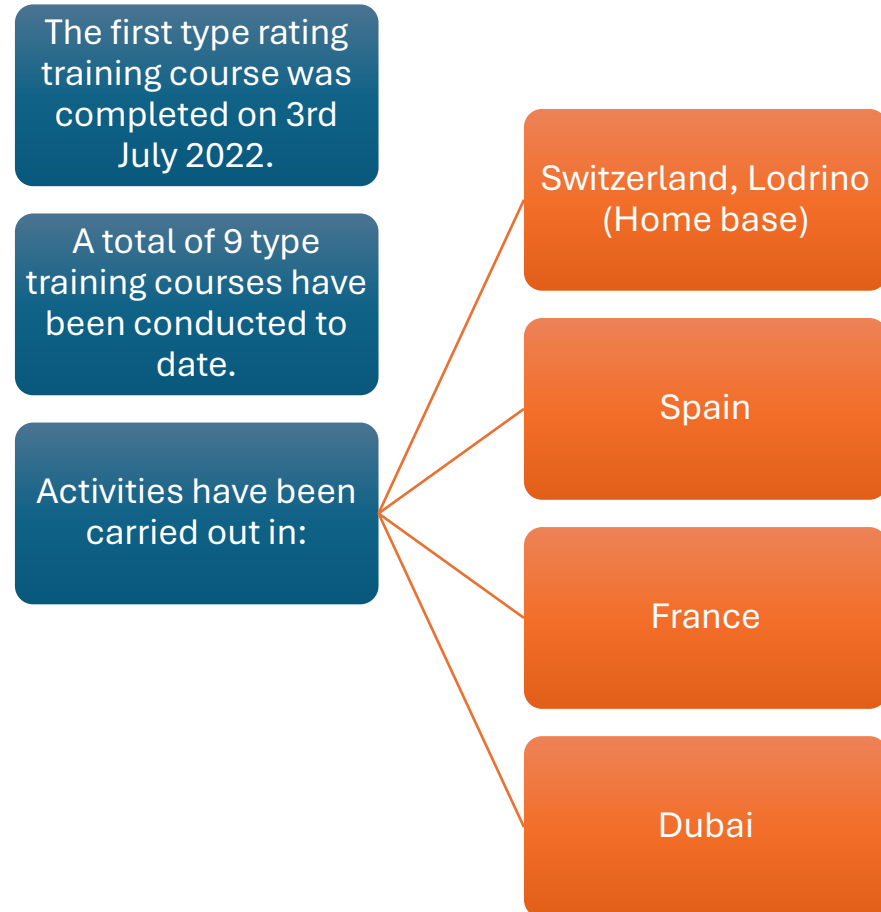 The first type rating
training course was
completed on 3rd
July 2022.
A total of 9 type
training courses have
been conducted to
date.
Activities have been
carried out in:
Switzerland, Lodrino
(Home base)
Spain
France
Dubai